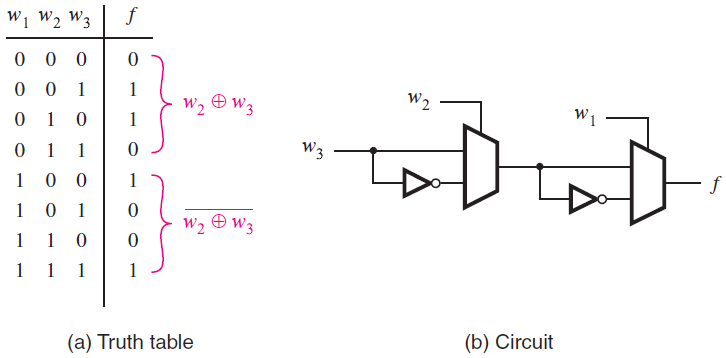 w₁ w₂ w₃ f
0 0 0 0
0 0 1 1
0 1 0 1
0 1 1 0
w₂ ⊕ w₃
1 0 0 1
1 0 1 0
1 1 0 0
1 1 1 1
w̅₂̅ ̅⊕̅ ̅w̅₃̅
(a) Truth table
w₂
w₁
w₃
f
(b) Circuit